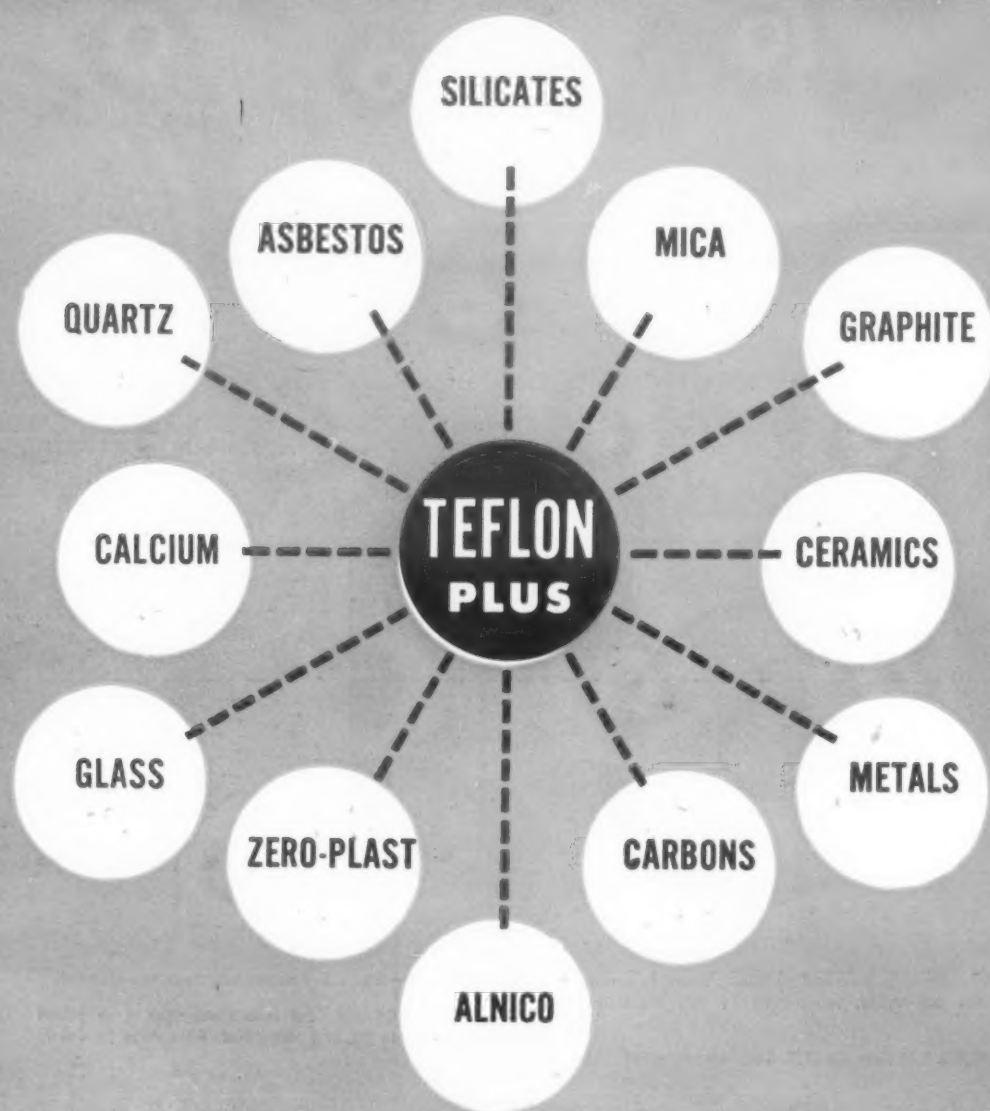 SILICATES
ASBESTOS
MICA
QUARTZ
GRAPHITE
TEFLON
PLUS
CALCIUM
CERAMICS
GLASS
METALS
ZERO-PLAST
CARBONS
ALNICO